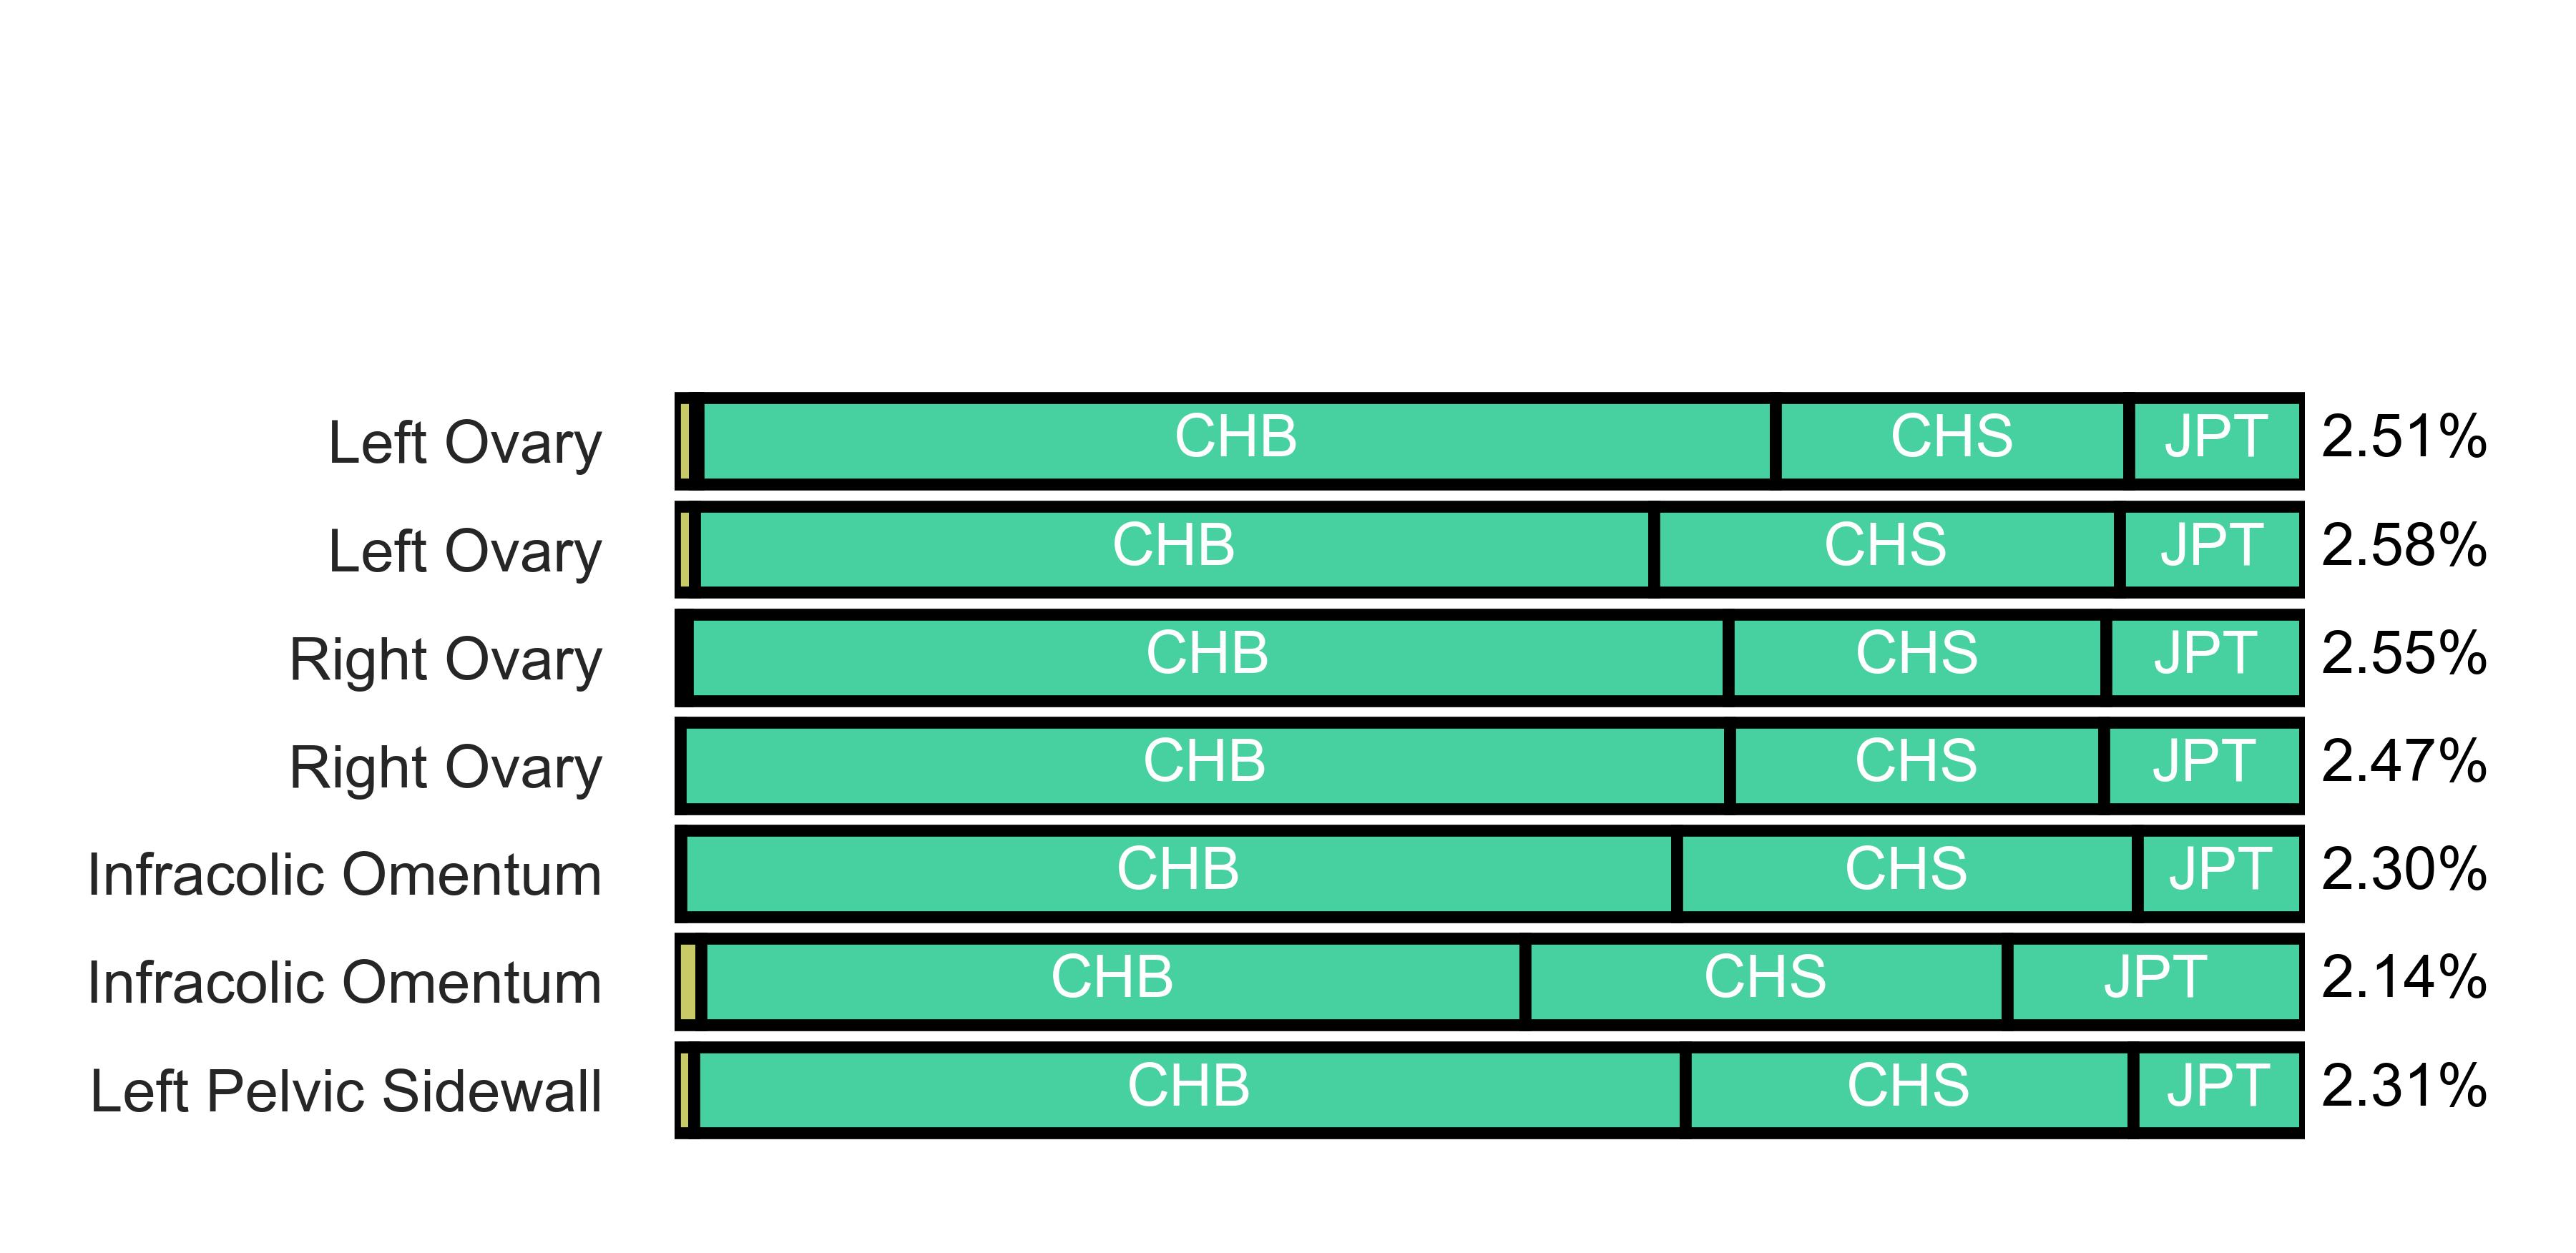 Left Ovary CHB CHS JPT 2.51%
Left Ovary CHB CHS JPT 2.58%
Right Ovary CHB CHS JPT 2.55%
Right Ovary CHB CHS JPT 2.47%
Infracolic Omentum CHB CHS JPT 2.30%
Infracolic Omentum CHB CHS JPT 2.14%
Left Pelvic Sidewall CHB CHS JPT 2.31%